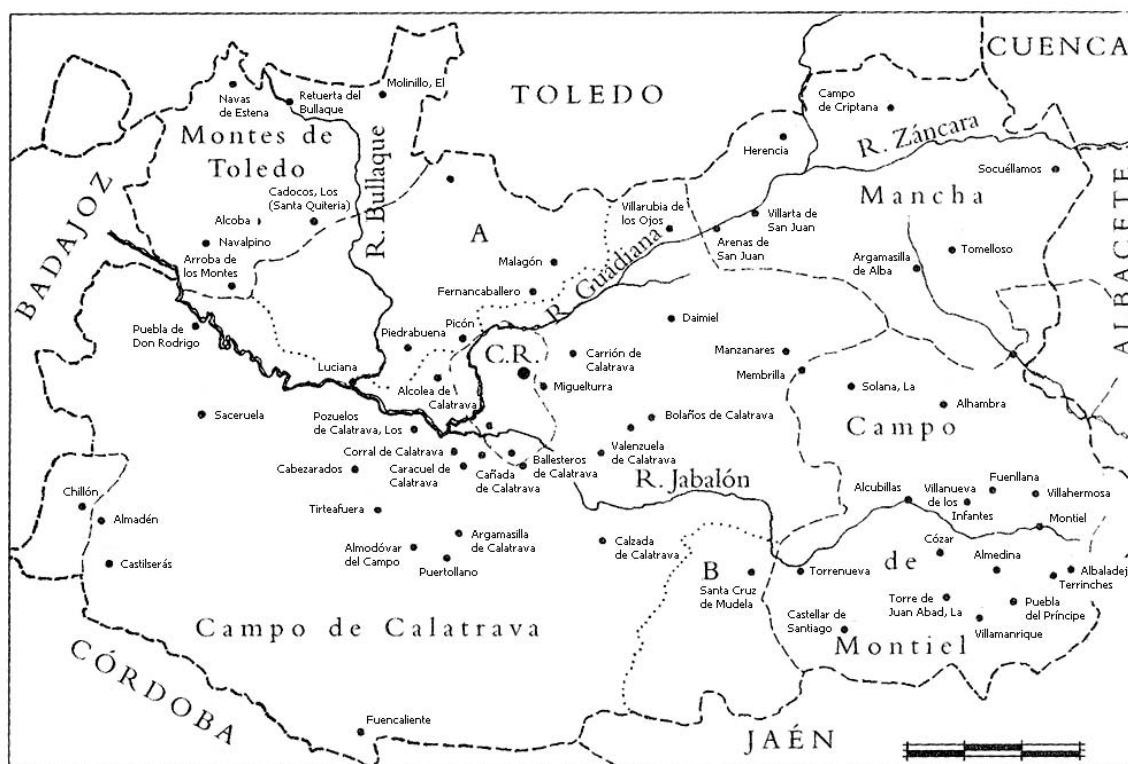 CUENCA
TOLEDO
Navas
de Estena
Retuerta del
Bullaque
Molinillo, El
Campo
de Criptana
Montes de
Toledo
R. Bullaque
Herencia
R. Záncara
Socuéllamos
BADAJOZ
ALBACETE
Mancha
Cadocos, Los
(Santa Quiteria)
Alcoba
Navalpino
Arroba de
los Montes
A
Villarubia de
los Ojos
Villarta de
San Juan
Arenas de
San Juan
R. Guadiana
Tomelloso
Argamasilla
de Alba
Malagón
Fernancaballero
Puebla de
Don Rodrigo
Picón
Piedrabuena
Daimiel
C.R.
Carrión de
Calatrava
Manzanares
Membrilla
Luciana
Alcolea de
Calatrava
Miguelturra
Solana, La
Alhambra
Saceruela
Pozuelos
de Calatrava, Los
Bolaños de Calatrava
Campo
Corral de Calatrava
Valenzuela
de Calatrava
Cabezarados
Caracuel de
Calatrava
Cañada
de Calatrava
Ballesteros
de Calatrava
R. Jabalón
Alcubillas
Villanueva
de los
Infantes
Fuenllana
Villahermosa
Chillón
Almadén
Tirteafuera
Montiel
Argamasilla
de Calatrava
Almodóvar
del Campo
Puertollano
Calzada
de Calatrava
Cózar
Castilserás
B
Santa Cruz
de Mudela
Torrenueva
de
Almedina
Albaladej
Terrinches
Torre de
Juan Abad, La
Puebla
del Príncipe
Castellar de
Santiago
Villamanrique
Campo de Calatrava
Montiel
CÓRDOBA
Fuencaliente
JAÉN